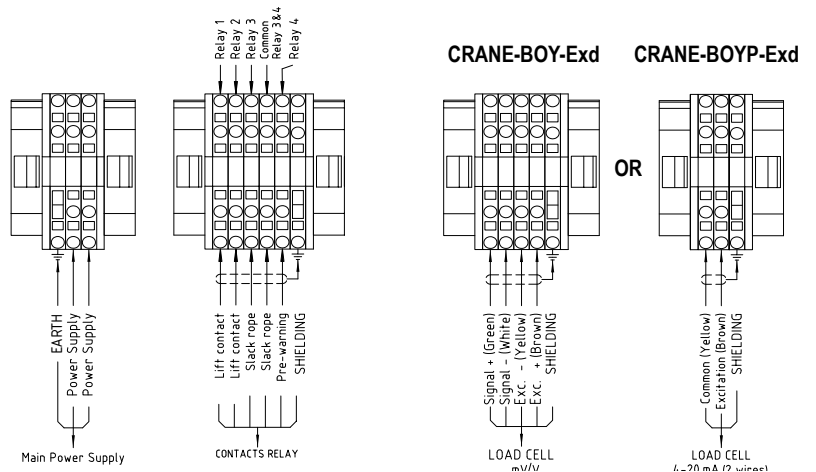 Relay 1
Relay 2
Relay 3
Common
Relay 3&4
Relay 4
CRANE-BOY-Exd
CRANE-BOYP-Exd
OR
EARTH
Power Supply
Power Supply
Main Power Supply
Lift contact
Lift contact
Slack rope
Slack rope
Pre-warning
SHIELDING
CONTACTS RELAY
Signal + (Green)
Signal - (White)
Exc. - (Yellow)
Exc. + (Brown)
SHIELDING
LOAD CELL
mV/V
Common (Yellow)
Excitation (Brown)
SHIELDING
LOAD CELL
4-20 mA (2 wires)